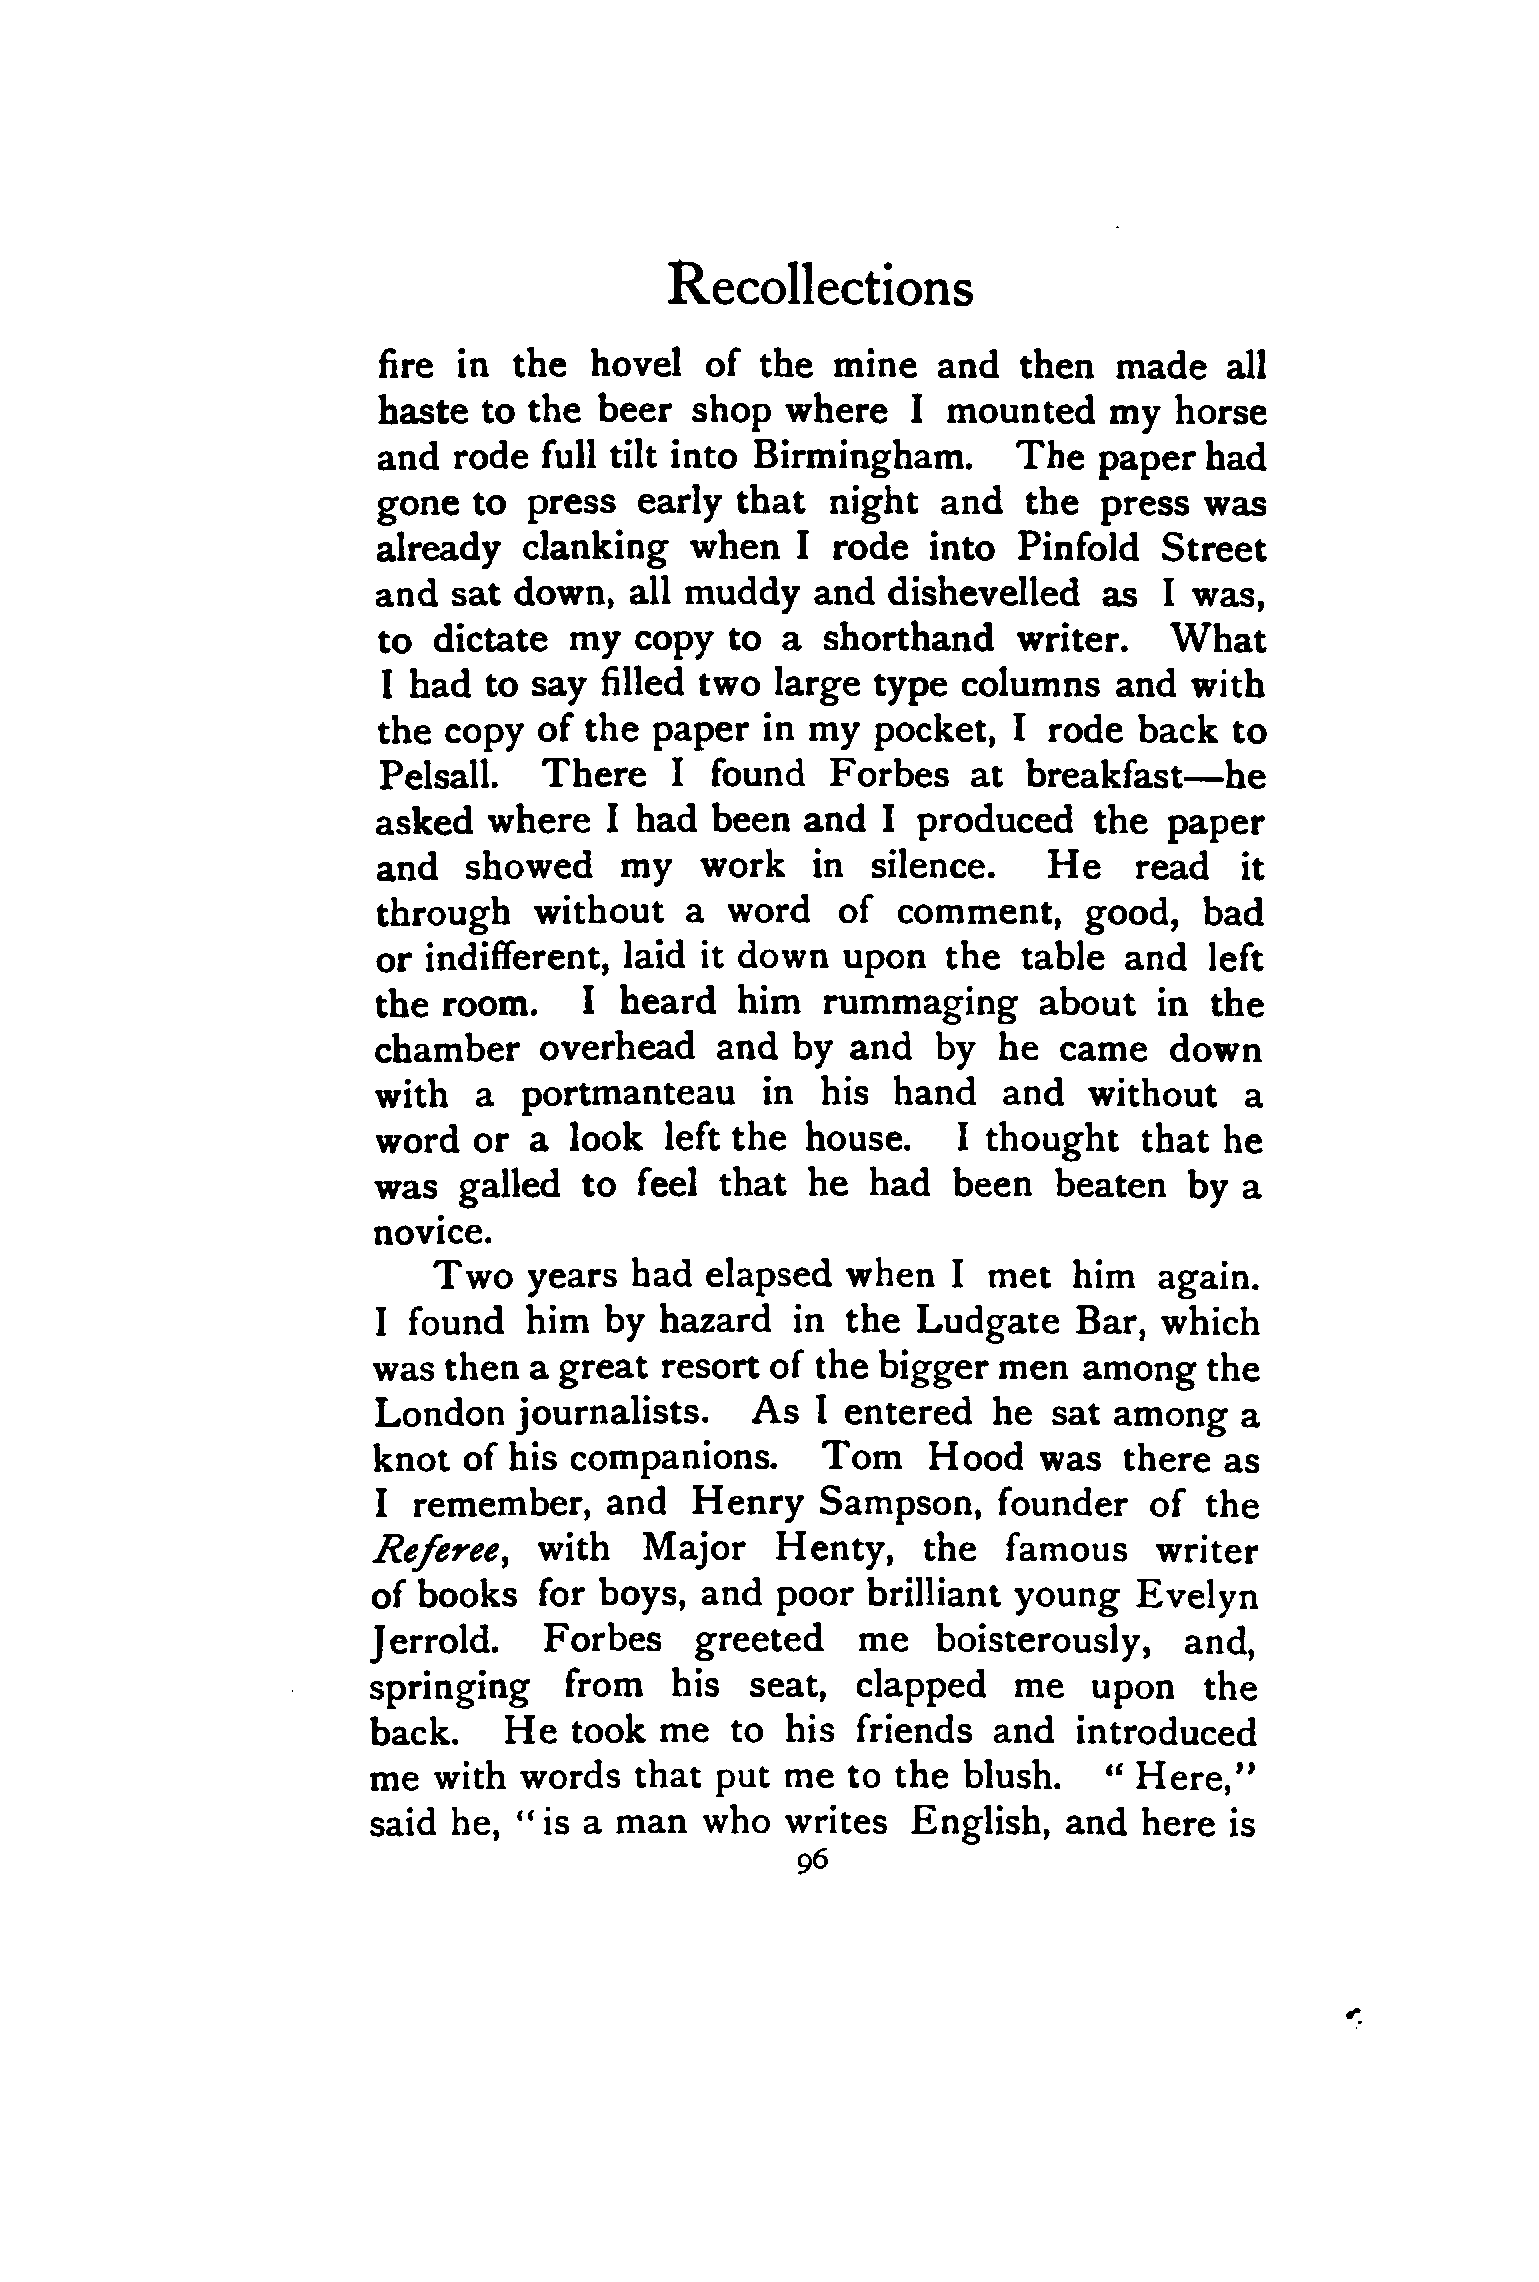 Recollections
fire in the hovel of the mine and then made all
haste to the beer shop where I mounted my horse
and rode full tilt into Birmingham. The paper had
gone to press early that night and the press was
already clanking when I rode into Pinfold Street
and sat down, all muddy and dishevelled as I was,
to dictate my copy to a shorthand writer. What
I had to say filled two large type columns and with
the copy of the paper in my pocket, I rode back to
Pelsall. There I found Forbes at breakfast—he
asked where I had been and I produced the paper
and showed my work in silence. He read it
through without a word of comment, good, bad
or indifferent, laid it down upon the table and left
the room. I heard him rummaging about in the
chamber overhead and by and by he came down
with a portmanteau in his hand and without a
word or a look left the house. I thought that he
was galled to feel that he had been beaten by a
novice.
Two years had elapsed when I met him again.
I found him by hazard in the Ludgate Bar, which
was then a great resort of the bigger men among the
London journalists. As I entered he sat among a
knot of his companions. Tom Hood was there as
I remember, and Henry Sampson, founder of the
Referee, with Major Henty, the famous writer
of books for boys, and poor brilliant young Evelyn
Jerrold. Forbes greeted me boisterously, and,
springing from his seat, clapped me upon the
back. He took me to his friends and introduced
me with words that put me to the blush. “ Here,”
said he, “ is a man who writes English, and here is
96